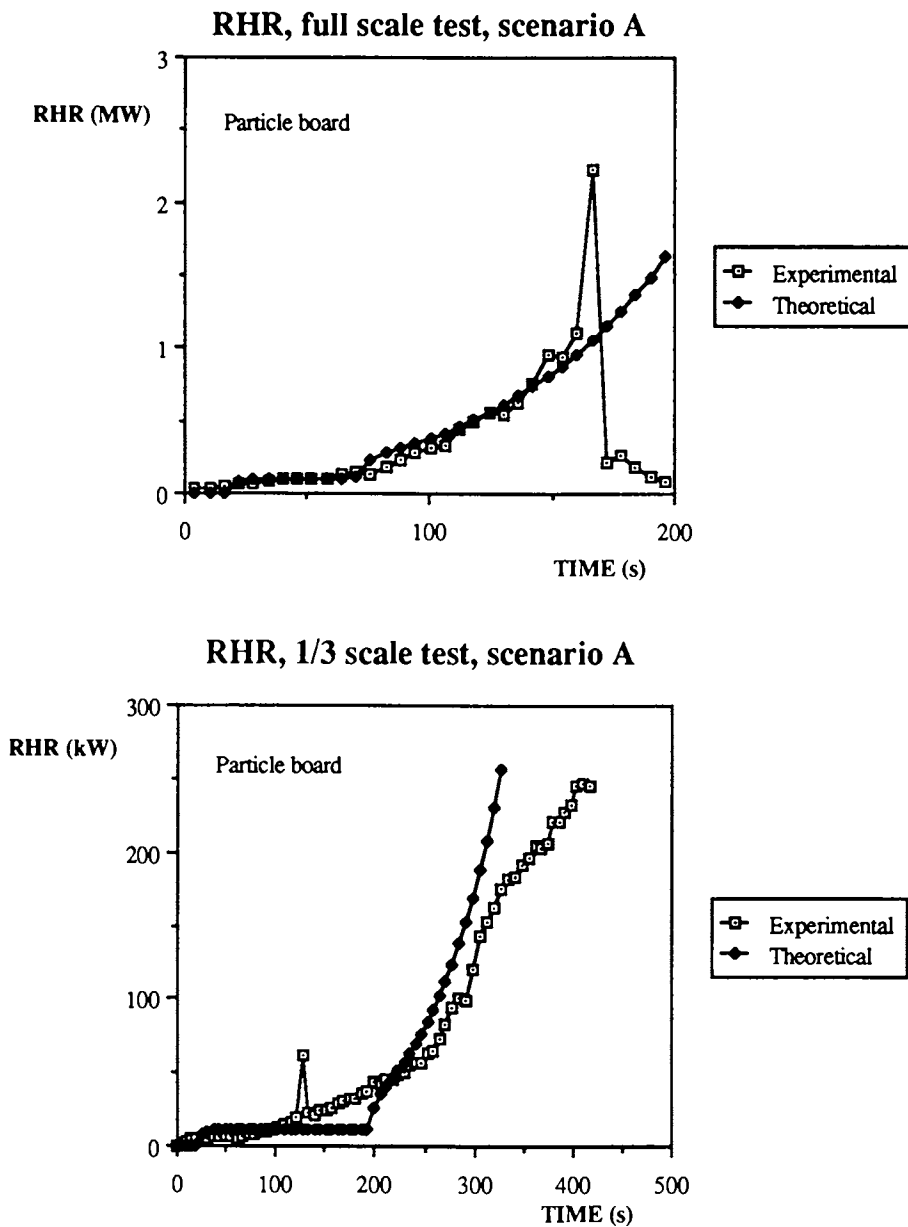 RHR, full scale test, scenario A
3
RHR (MW)
Particle board
2
Experimental
Theoretical
1
0
0
100
200
TIME (s)
RHR, 1/3 scale test, scenario A
300
RHR (kW)
Particle board
200
Experimental
Theoretical
100
0
0
100
200
300
400
500
TIME (s)